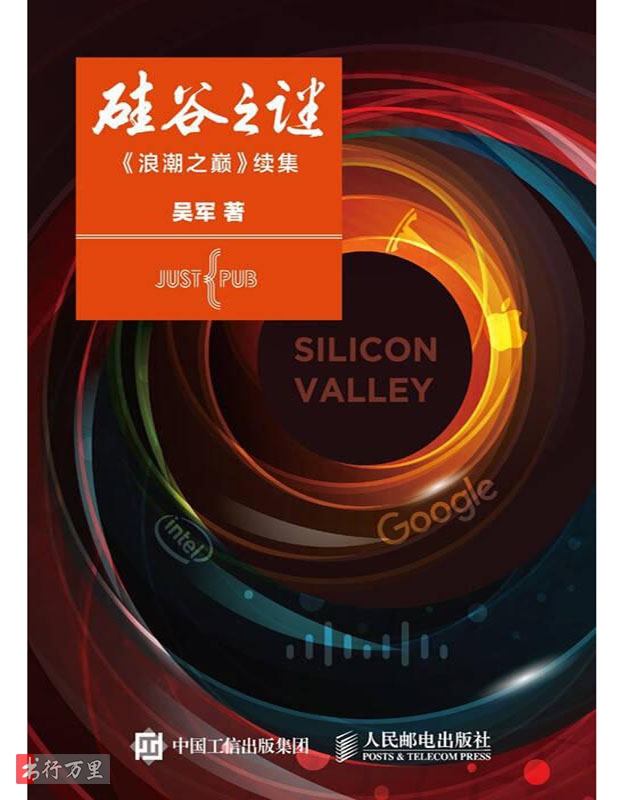 硅谷之谜
《浪潮之巅》续集
吴军 著
JUST PUB
SILICON
VALLEY
Google
intel
中国工信出版集团
人民邮电出版社
POSTS & TELECOM PRESS
书行万里